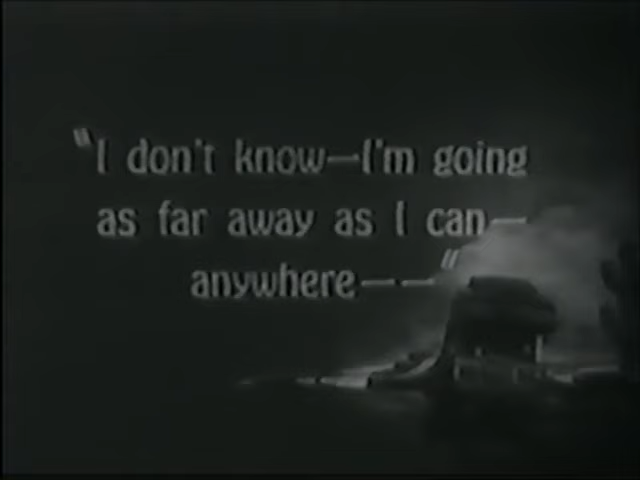 "I don't know—I'm going
as far away as I can—
anywhere——"